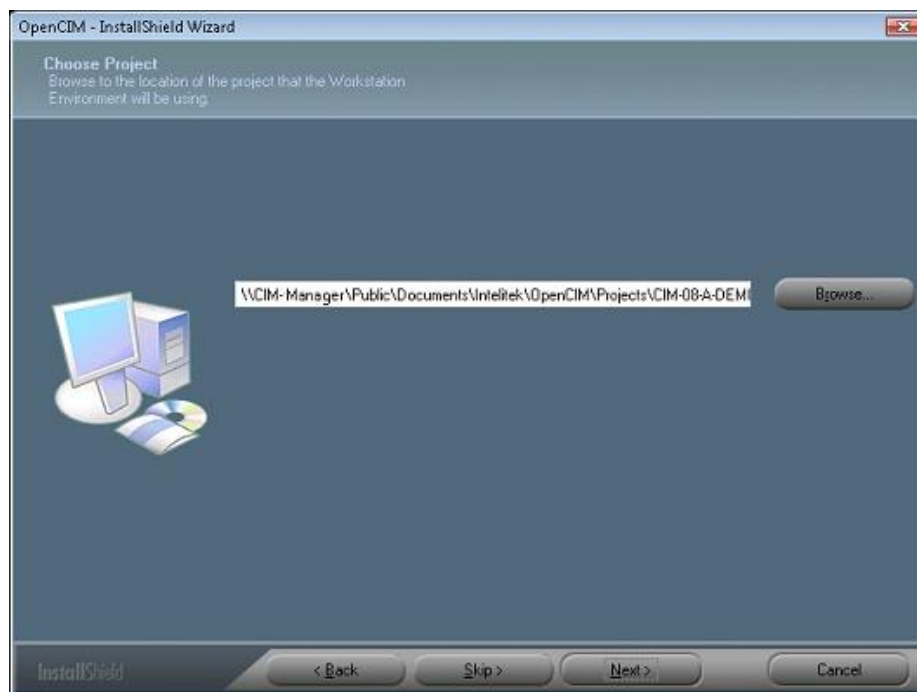 OpenCIM - InstallShield Wizard
Choose Project
Browse to the location of the project that the Workstation
Environment will be using.
\\CIM-Manager\Public\Documents\Intelitek\OpenCIM\Projects\CIM-08-A-DEM
Browse...
InstallShield
< Back
Skip >
Next >
Cancel